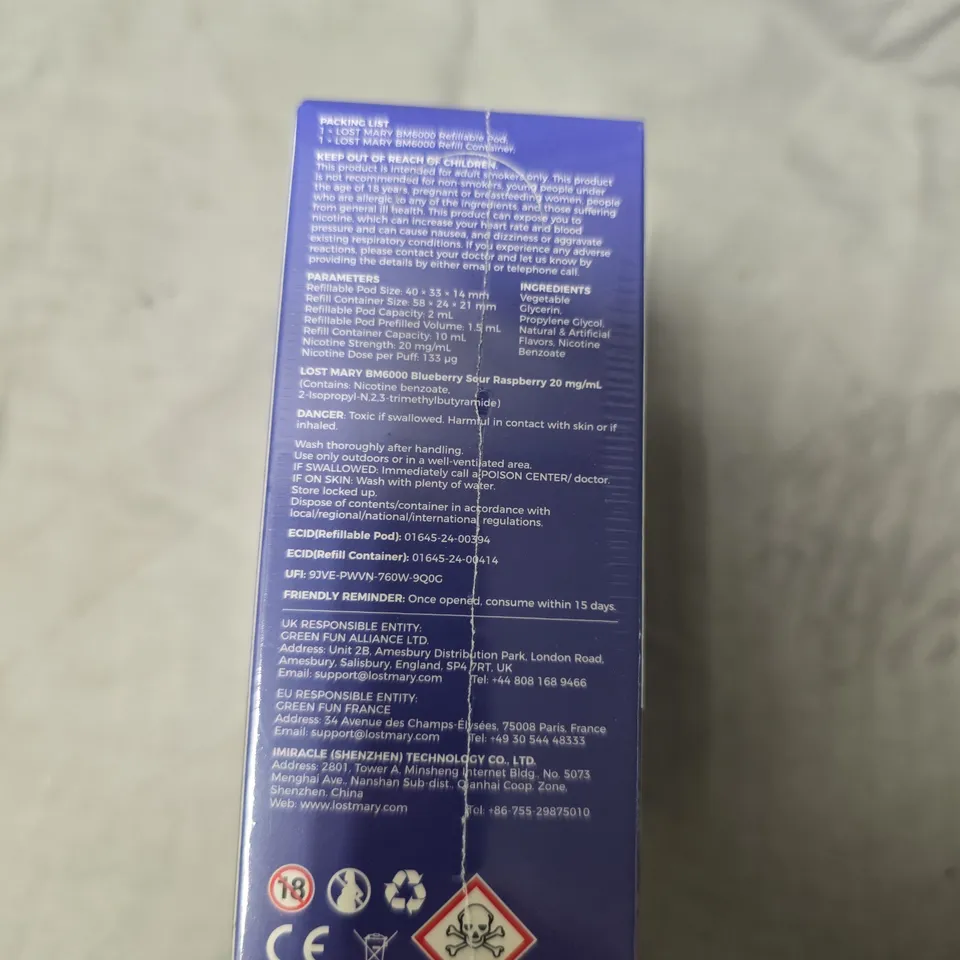 PACKING LIST
1 × LOST MARY BM6000 Refillable Pod,
1 × LOST MARY BM6000 Refill Container,
KEEP OUT OF REACH OF CHILDREN.
This product is intended for adult smokers only. This product
is not recommended for non-smokers, young people under
the age of 18 years, pregnant or breastfeeding women, people
who are allergic to any of the ingredients, and those suffering
from general ill health. This product can expose you to
nicotine, which can increase your heart rate and blood
pressure and can cause nausea, and dizziness or aggravate
existing respiratory conditions. If you experience any adverse
reactions, please contact your doctor and let us know by
providing the details by either email or telephone call.
PARAMETERS
Refillable Pod Size: 40 × 33 × 14 mm
Refill Container Size: 58 × 24 × 21 mm
Refillable Pod Capacity: 2 mL
Refillable Pod Prefilled Volume: 1.5 mL
Refill Container Capacity: 10 mL
Nicotine Strength: 20 mg/mL
Nicotine Dose per Puff: 133 µg
INGREDIENTS
Vegetable
Glycerin,
Propylene Glycol,
Natural & Artificial
Flavors, Nicotine
Benzoate
LOST MARY BM6000 Blueberry Sour Raspberry 20 mg/mL
(Contains: Nicotine benzoate,
2-Isopropyl-N,2,3-trimethylbutyramide)
DANGER: Toxic if swallowed. Harmful in contact with skin or if
inhaled.
Wash thoroughly after handling.
Use only outdoors or in a well-ventilated area.
IF SWALLOWED: Immediately call a POISON CENTER/ doctor.
IF ON SKIN: Wash with plenty of water.
Store locked up.
Dispose of contents/container in accordance with
local/regional/national/international regulations.
ECID(Refillable Pod): 01645-24-00394
ECID(Refill Container): 01645-24-00414
UFI: 9JVE-PWVN-760W-9Q0G
FRIENDLY REMINDER: Once opened, consume within 15 days.
UK RESPONSIBLE ENTITY:
GREEN FUN ALLIANCE LTD.
Address: Unit 2B, Amesbury Distribution Park, London Road,
Amesbury, Salisbury, England, SP4 7RT, UK
Email: support@lostmary.com Tel: +44 808 168 9466
EU RESPONSIBLE ENTITY:
GREEN FUN FRANCE
Address: 34 Avenue des Champs-Élysées, 75008 Paris, France
Email: support@lostmary.com Tel: +49 30 544 48333
IMIRACLE (SHENZHEN) TECHNOLOGY CO., LTD.
Address: 2801, Tower A, Minsheng Internet Bldg., No. 5073
Menghai Ave., Nanshan Sub-dist., Qianhai Coop. Zone,
Shenzhen, China
Web: www.lostmary.com Tel: +86-755-29875010
18
CE